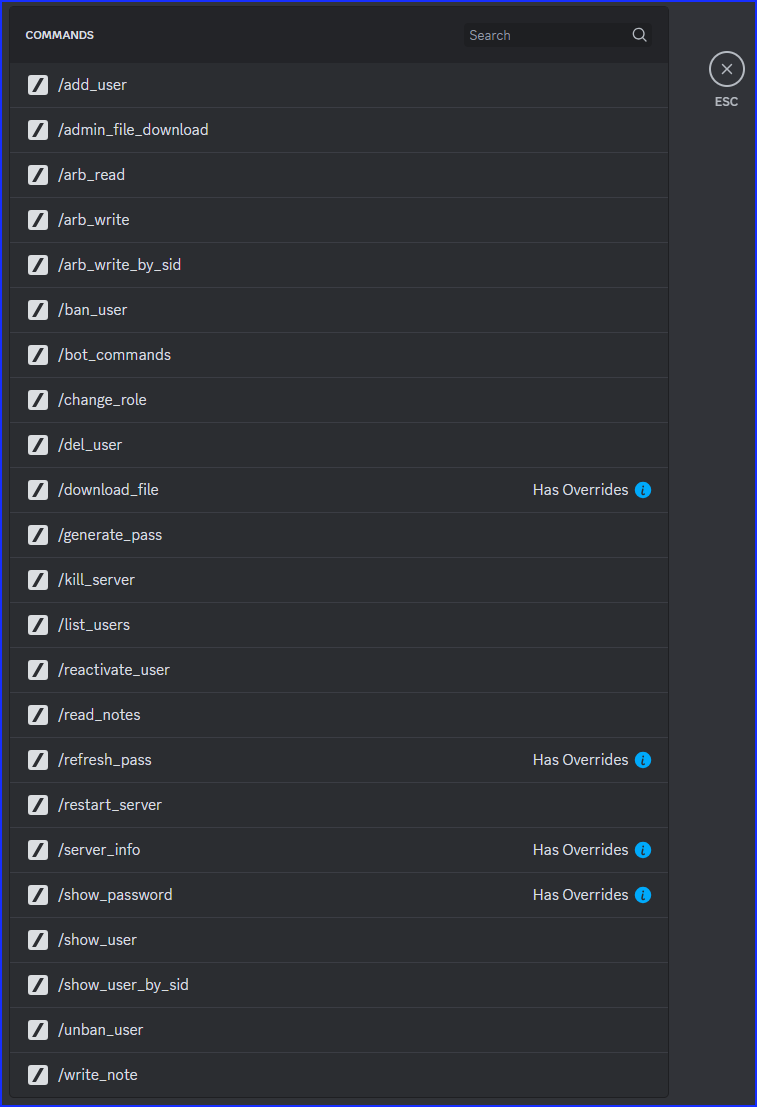 COMMANDS
Search
ESC
/add_user
/admin_file_download
/arb_read
/arb_write
/arb_write_by_sid
/ban_user
/bot_commands
/change_role
/del_user
/download_file Has Overrides
/generate_pass
/kill_server
/list_users
/reactivate_user
/read_notes
/refresh_pass Has Overrides
/restart_server
/server_info Has Overrides
/show_password Has Overrides
/show_user
/show_user_by_sid
/unban_user
/write_note